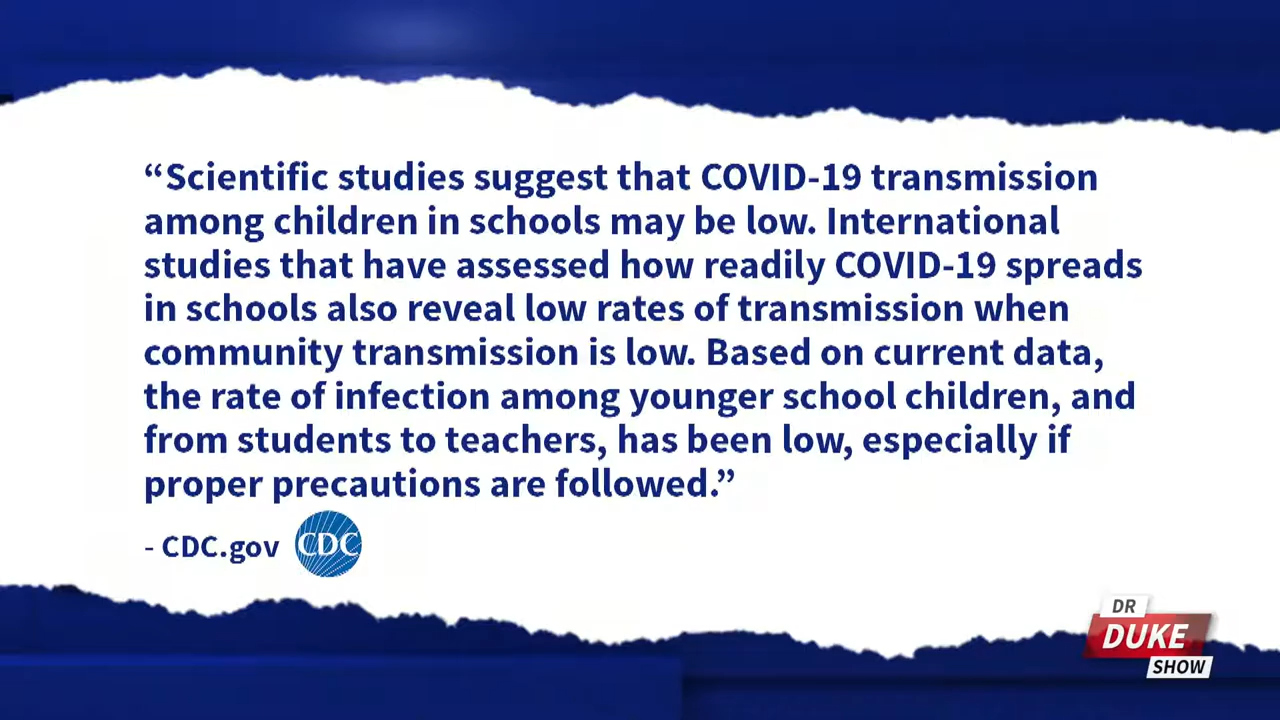 “Scientific studies suggest that COVID-19 transmission
among children in schools may be low. International
studies that have assessed how readily COVID-19 spreads
in schools also reveal low rates of transmission when
community transmission is low. Based on current data,
the rate of infection among younger school children, and
from students to teachers, has been low, especially if
proper precautions are followed.”
- CDC.gov CDC
DR
DUKE
SHOW